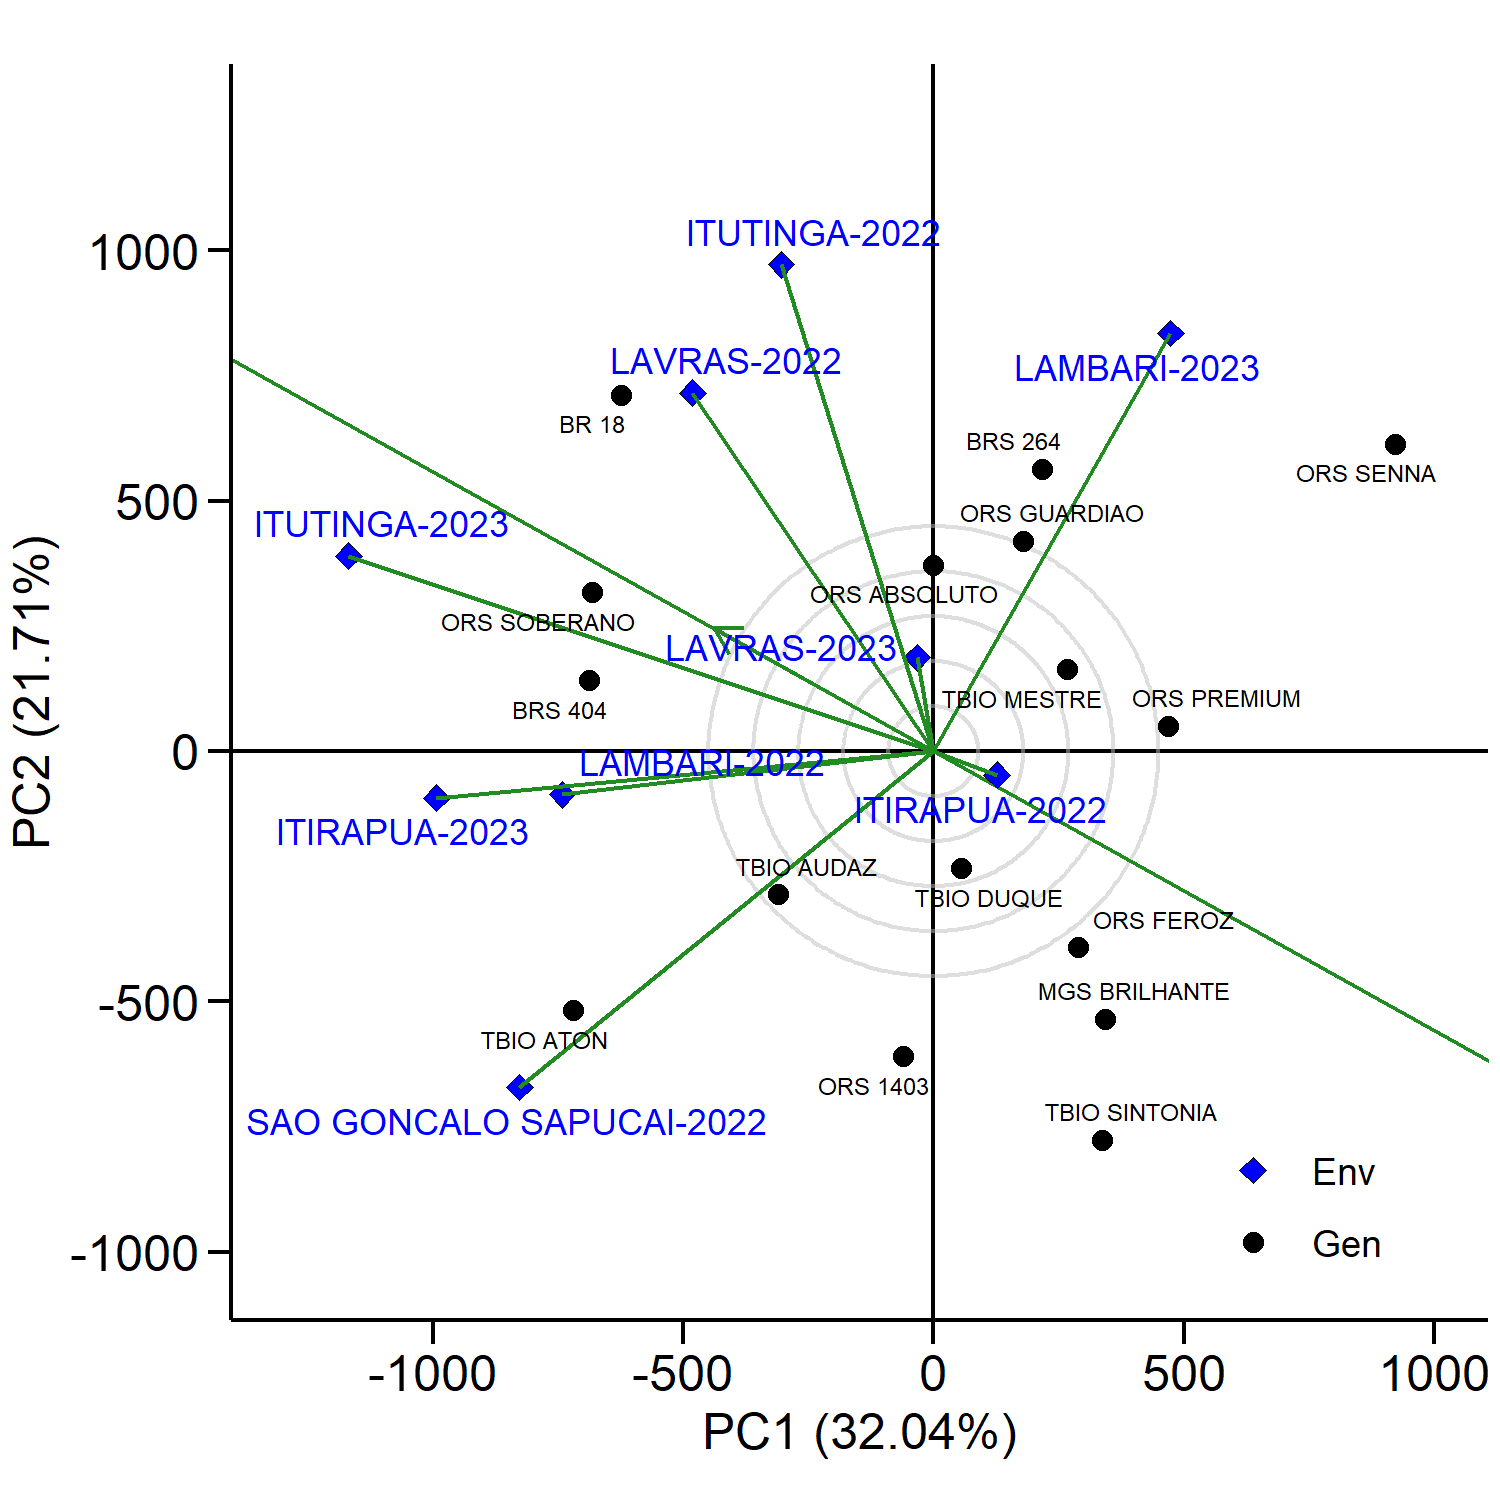 ITUTINGA-2022
1000
LAVRAS-2022
LAMBARI-2023
BR 18
BRS 264
ORS SENNA
500
ITUTINGA-2023
ORS GUARDIAO
ORS ABSOLUTO
ORS SOBERANO
LAVRAS-2023
TBIO MESTRE
ORS PREMIUM
BRS 404
PC2 (21.71%)
0
LAMBARI-2022
ITIRAPUA-2022
ITIRAPUA-2023
TBIO AUDAZ
TBIO DUQUE
ORS FEROZ
MGS BRILHANTE
-500
TBIO ATON
ORS 1403
SAO GONCALO SAPUCAI-2022
TBIO SINTONIA
Env
Gen
-1000
-1000 -500 0 500 1000
PC1 (32.04%)